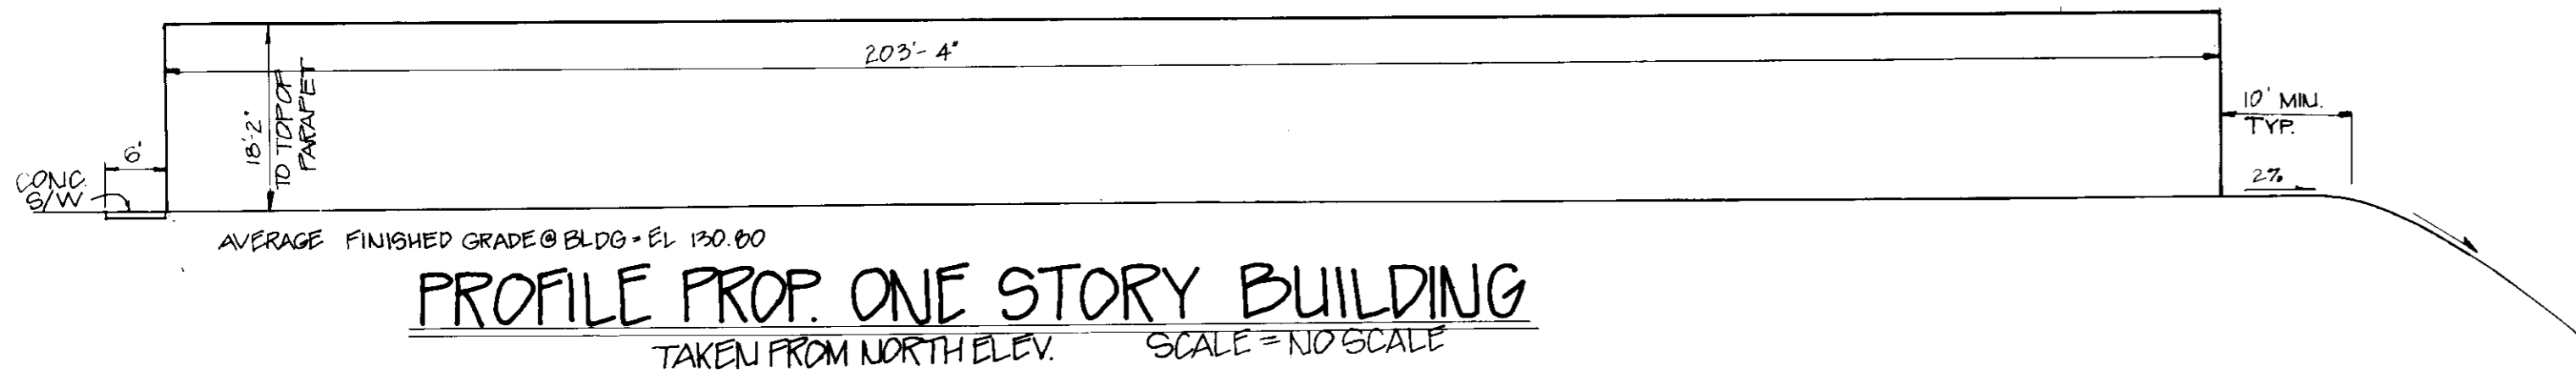 203'- 4"
18'-2"
TO TOP OF
PARAPET
10' MIN.
TYP.
6'
CONC.
S/W
2%
AVERAGE FINISHED GRADE @ BLDG = EL 130.80
PROFILE PROP. ONE STORY BUILDING
TAKEN FROM NORTH ELEV. SCALE = NO SCALE